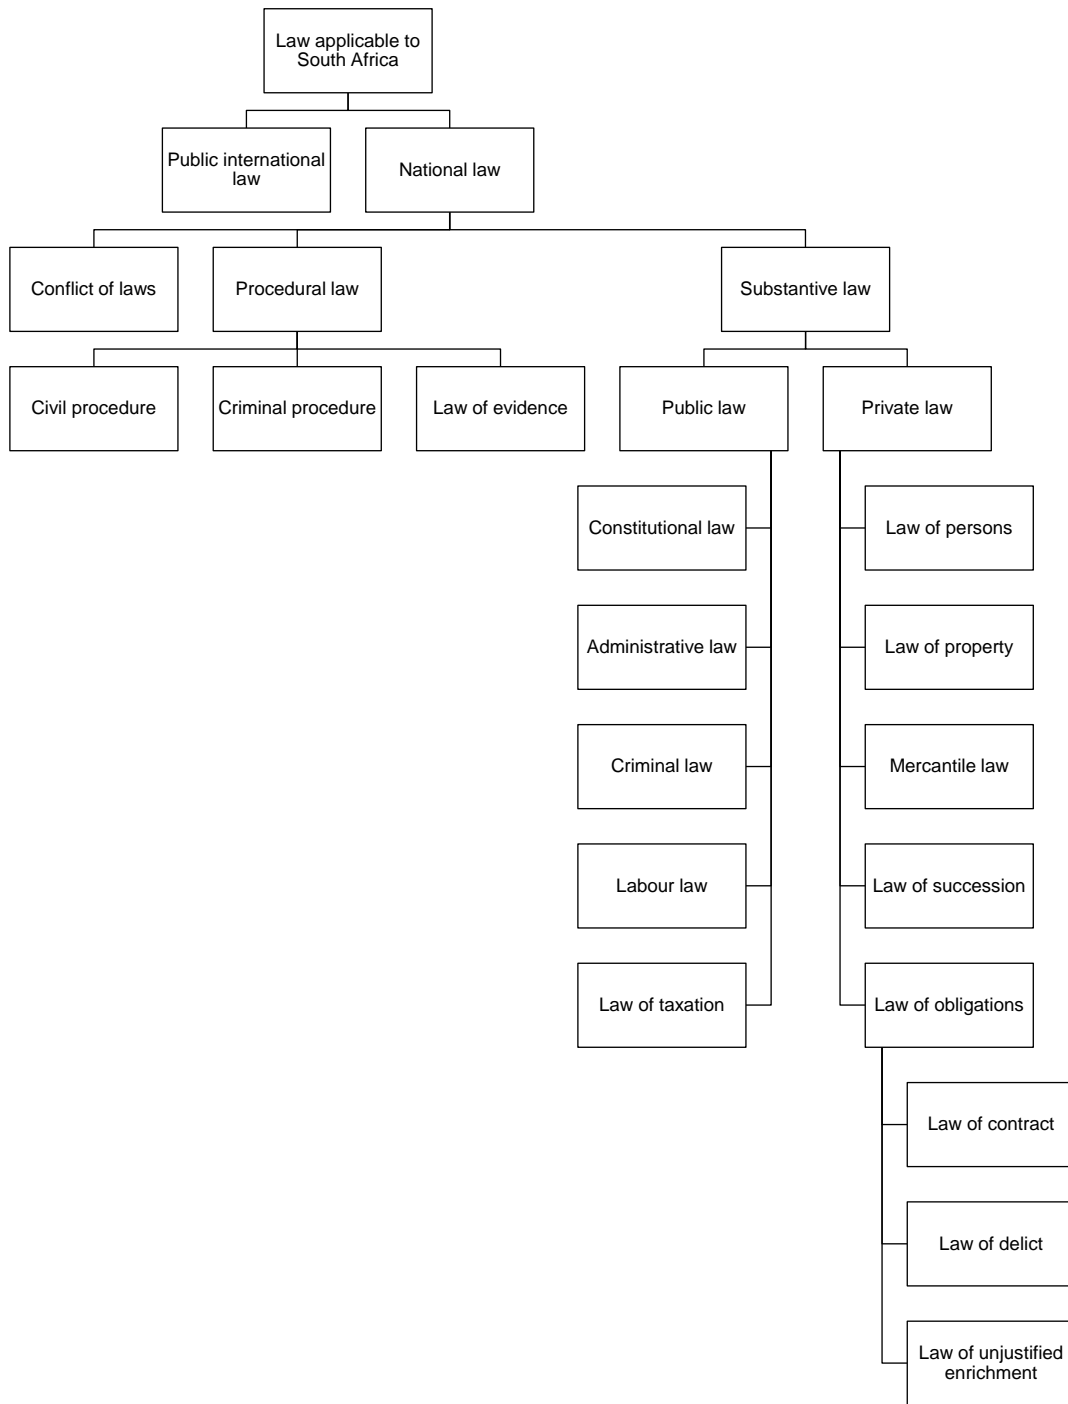 Law applicable to
South Africa
Public international
law
National law
Conflict of laws
Procedural law
Substantive law
Civil procedure
Criminal procedure
Law of evidence
Public law
Private law
Constitutional law
Law of persons
Administrative law
Law of property
Criminal law
Mercantile law
Labour law
Law of succession
Law of taxation
Law of obligations
Law of contract
Law of delict
Law of unjustified
enrichment